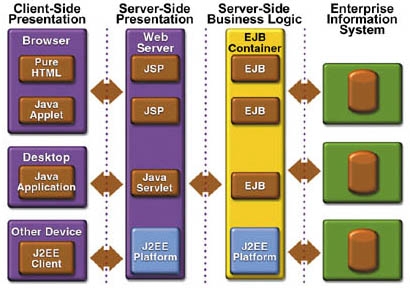 Client-Side
Presentation
Server-Side
Presentation
Server-Side
Business Logic
Enterprise
Information
System
Browser
Pure
HTML
Java
Applet
Desktop
Java
Application
Other Device
J2EE
Client
Web
Server
JSP
JSP
Java
Servlet
J2EE
Platform
EJB
Container
EJB
EJB
EJB
J2EE
Platform